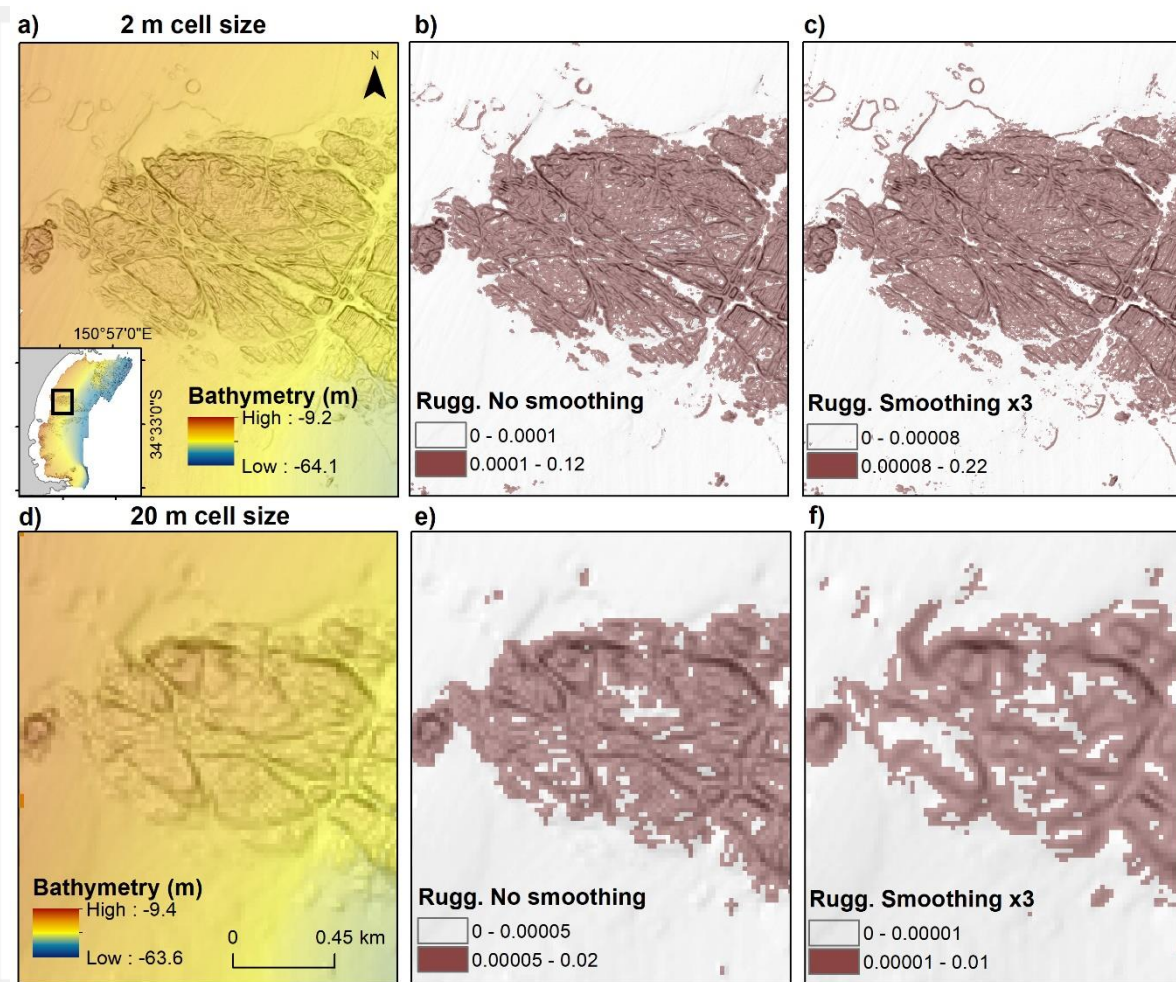 a)
2 m cell size
b)
c)
N
150°57'0"E
34°33'0"S
Bathymetry (m)
High : -9.2
Low : -64.1
Rugg. No smoothing
0 - 0.0001
0.0001 - 0.12
Rugg. Smoothing x3
0 - 0.00008
0.00008 - 0.22
d)
20 m cell size
e)
f)
Bathymetry (m)
High : -9.4
Low : -63.6
0
0.45 km
Rugg. No smoothing
0 - 0.00005
0.00005 - 0.02
Rugg. Smoothing x3
0 - 0.00001
0.00001 - 0.01